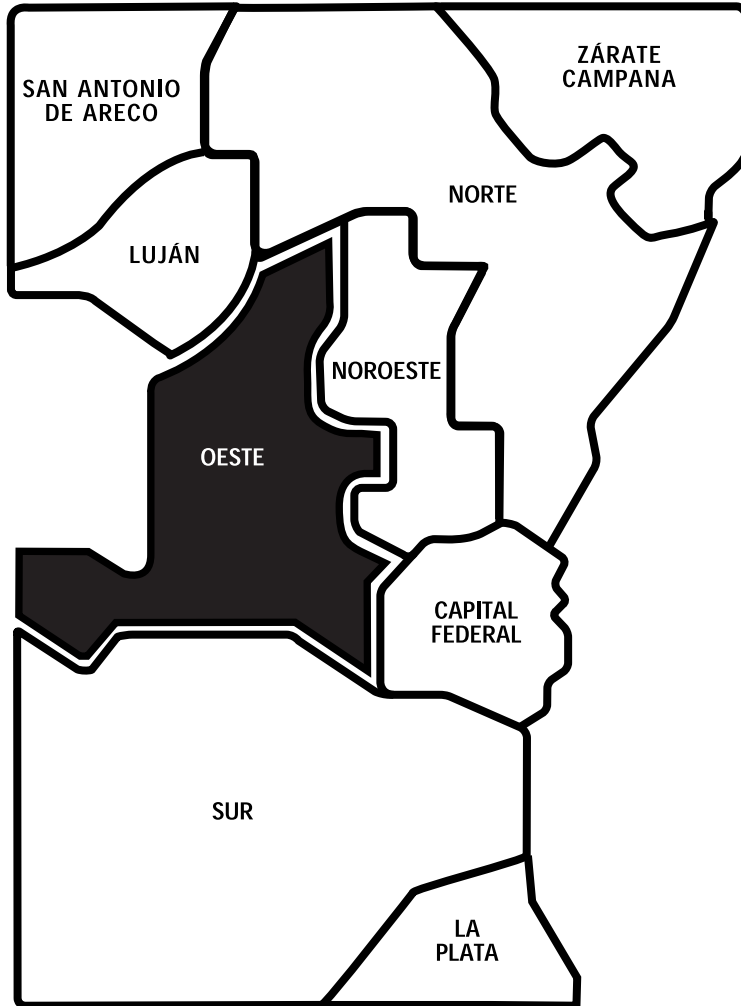 SAN ANTONIO
DE ARECO
ZÁRATE
CAMPANA
NORTE
LUJÁN
NOROESTE
OESTE
CAPITAL
FEDERAL
SUR
LA
PLATA